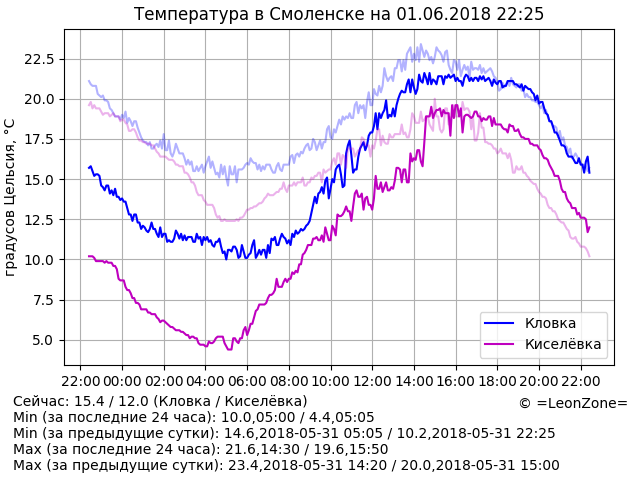 Температура в Смоленске на 01.06.2018 22:25
градусов Цельсия, °C
22.5
20.0
17.5
15.0
12.5
10.0
7.5
5.0
Кловка
Киселёвка
22:00 00:00 02:00 04:00 06:00 08:00 10:00 12:00 14:00 16:00 18:00 20:00 22:00
Сейчас: 15.4 / 12.0 (Кловка / Киселёвка)
© =LeonZone=
Min (за последние 24 часа): 10.0,05:00 / 4.4,05:05
Min (за предыдущие сутки): 14.6,2018-05-31 05:05 / 10.2,2018-05-31 22:25
Max (за последние 24 часа): 21.6,14:30 / 19.6,15:50
Max (за предыдущие сутки): 23.4,2018-05-31 14:20 / 20.0,2018-05-31 15:00